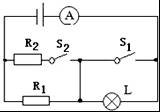 A
R₂ S₂ S₁
R₁ L